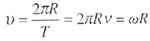 υ = 2πR/T = 2πRν = ωR